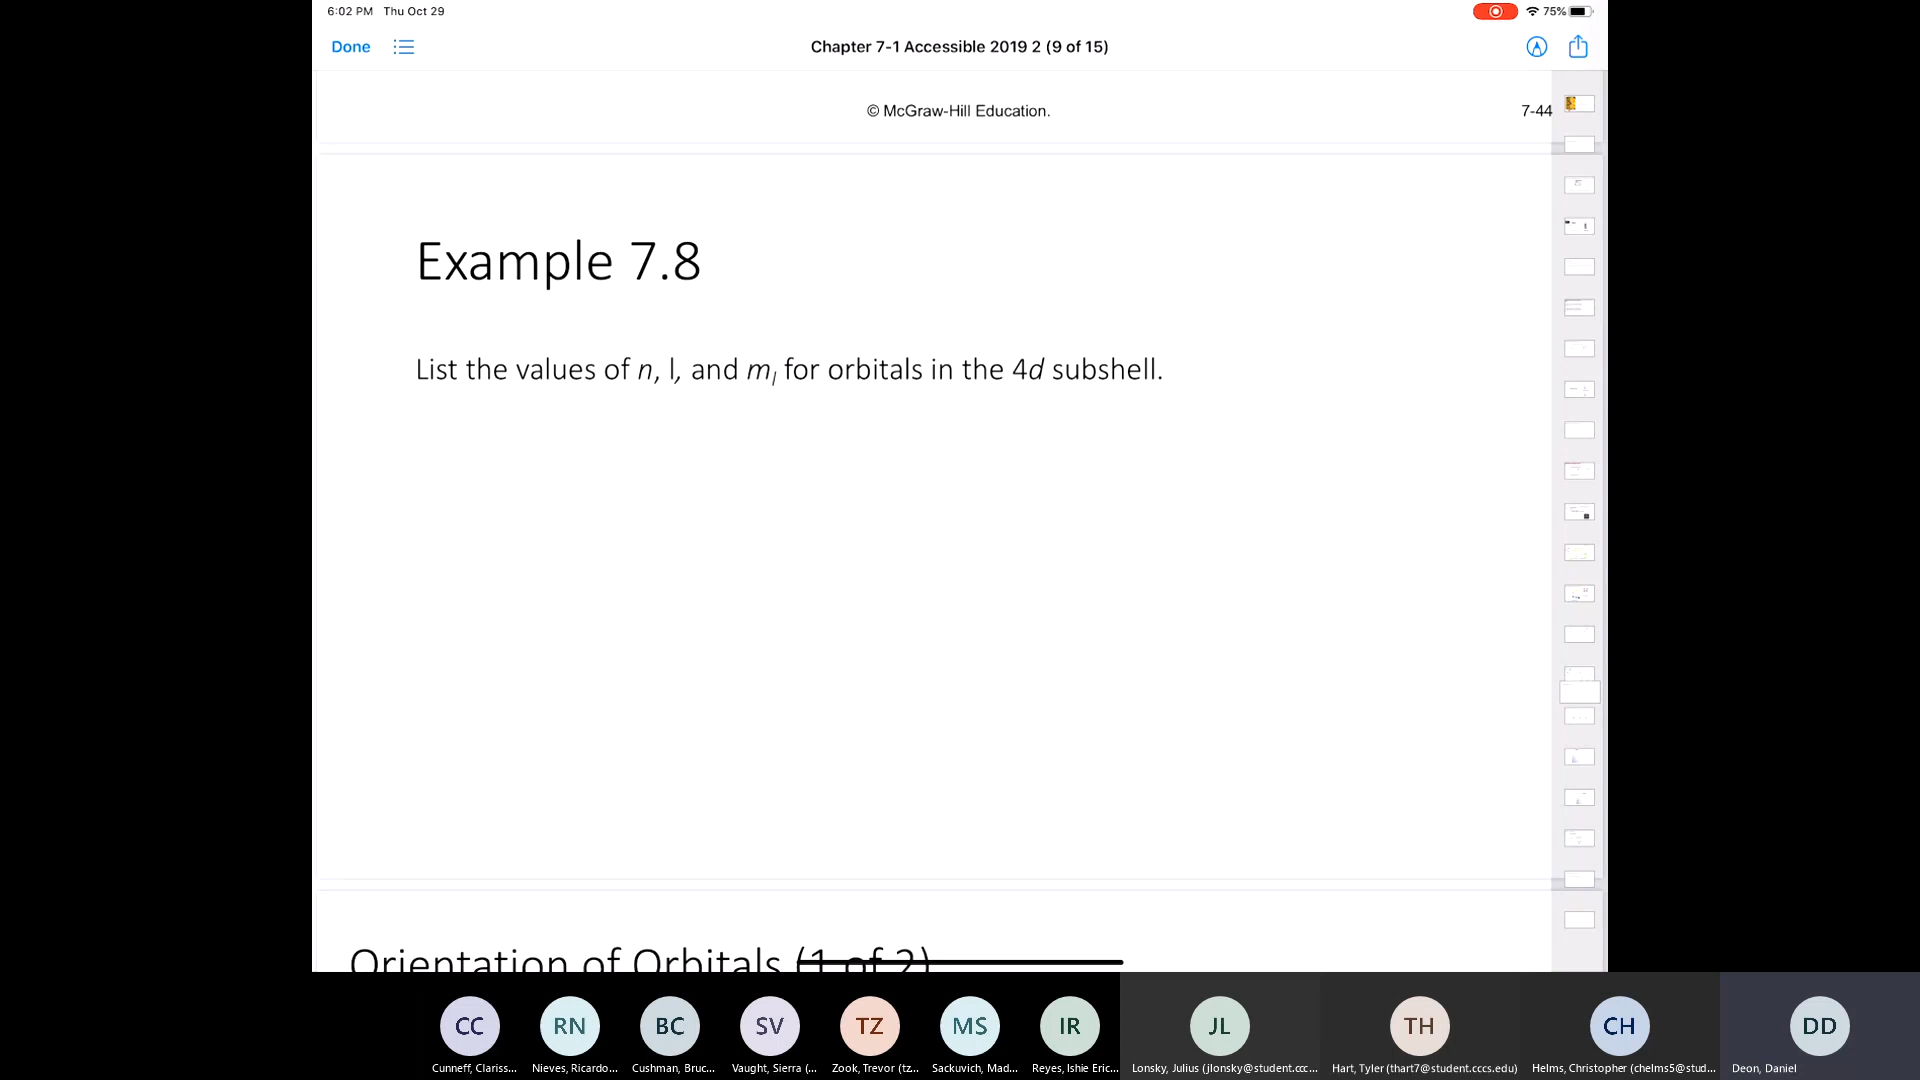 6:02 PM Thu Oct 29
75%
Done
Chapter 7-1 Accessible 2019 2 (9 of 15)
© McGraw-Hill Education.
7-44
Example 7.8
List the values of n, l, and ml for orbitals in the 4d subshell.
Orientation of Orbitals (1 of 2)
CC RN BC SV TZ MS IR JL TH CH DD
Cunneff, Clariss... Nieves, Ricardo... Cushman, Bruc... Vaught, Sierra (... Zook, Trevor (tz... Sackuvich, Mad... Reyes, Ishie Eric... Lonsky, Julius (jlonsky@student.ccc... Hart, Tyler (thart7@student.cccs.edu) Helms, Christopher (chelms5@stud... Deon, Daniel